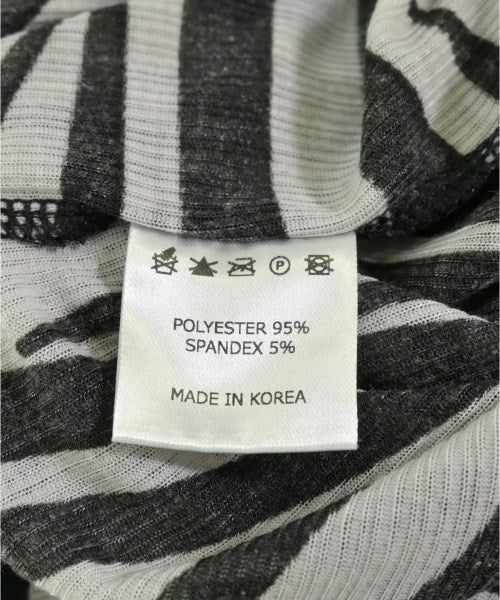 P
POLYESTER 95%
SPANDEX 5%
MADE IN KOREA